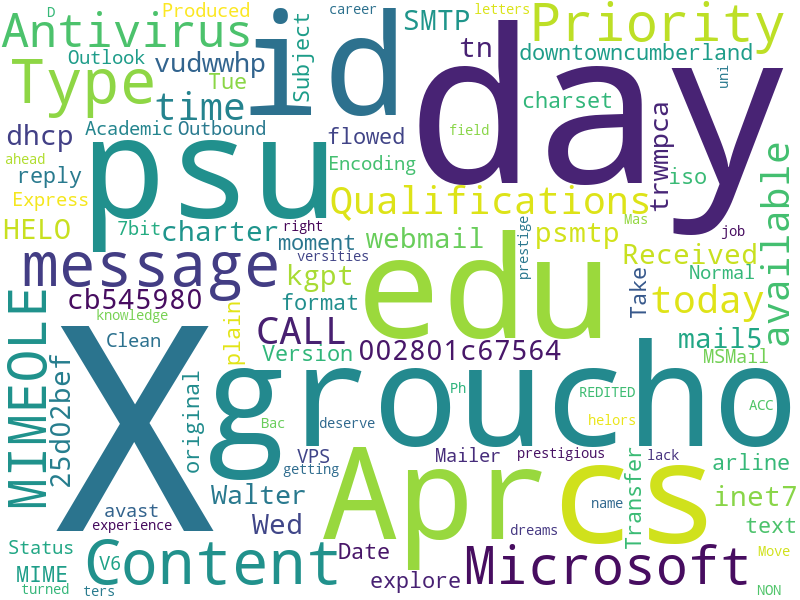 D
Produced
career
letters
Antivirus
id
day
Priority
SMTP
Subject
tn
Outlook
vudwwhp
downtowncumberland
Type
Tue
uni
time
charset
dhcp
Academic
Outbound
flowed
field
psu
trwmpca
ahead
reply
Encoding
iso
available
Express
Qualifications
HELO
7bit
charter
right
moment
versities
webmail
prestige
psmtp
Mas
job
Received
message
kgpt
edu
Take
Normal
cb545980
format
today
knowledge
plain
CALL
MIMEOLE
X
Clean
Version
002801c67564
mail5
MSMail
25d02bef
original
groucho
Ph
REDITED
ACC
Bac
deserve
helors
VPS
getting
Apr
Mailer
prestigious
cs
lack
Transfer
arline
Walter
name
inet7
avast
experience
Wed
dreams
text
Status
V6
Content
Date
Microsoft
Move
MIME
explore
turned
ters
NON